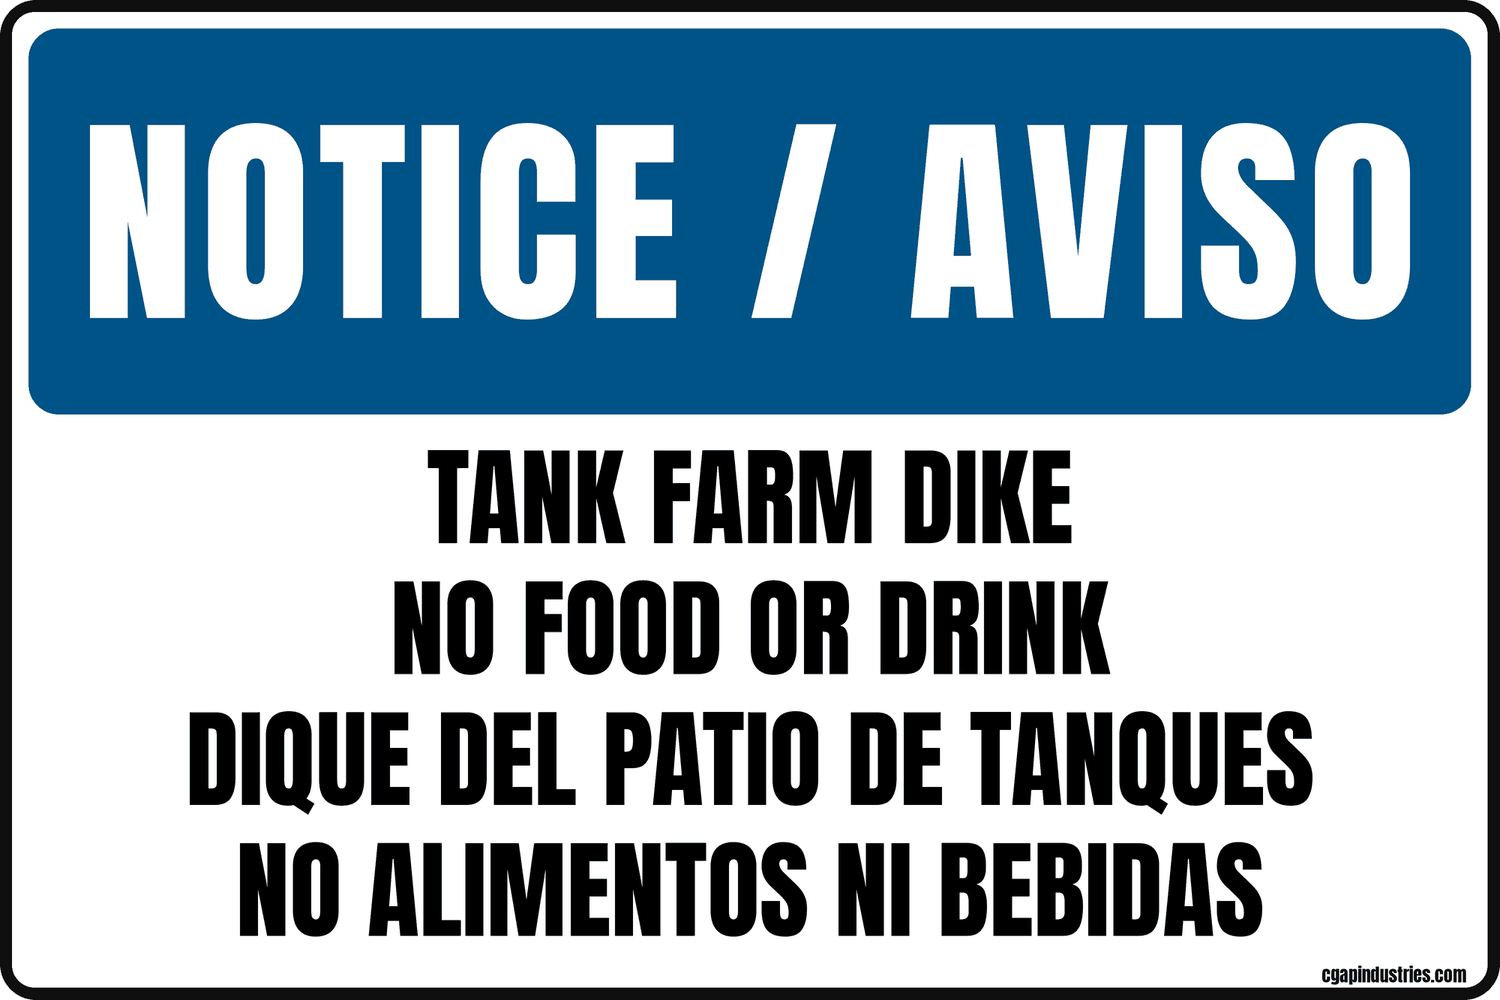 NOTICE / AVISO
TANK FARM DIKE
NO FOOD OR DRINK
DIQUE DEL PATIO DE TANQUES
NO ALIMENTOS NI BEBIDAS
cgapindustries.com